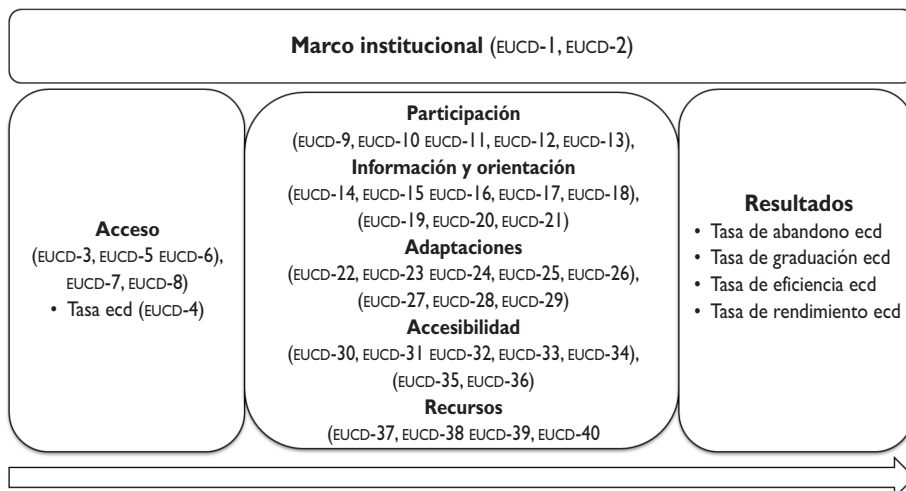 Marco institucional (EUCD-1, EUCD-2)
Acceso
(EUCD-3, EUCD-5 EUCD-6),
EUCD-7, EUCD-8)
• Tasa ecd (EUCD-4)
Participación
(EUCD-9, EUCD-10 EUCD-11, EUCD-12, EUCD-13),
Información y orientación
(EUCD-14, EUCD-15 EUCD-16, EUCD-17, EUCD-18),
(EUCD-19, EUCD-20, EUCD-21)
Adaptaciones
(EUCD-22, EUCD-23 EUCD-24, EUCD-25, EUCD-26),
(EUCD-27, EUCD-28, EUCD-29)
Accesibilidad
(EUCD-30, EUCD-31 EUCD-32, EUCD-33, EUCD-34),
(EUCD-35, EUCD-36)
Recursos
(EUCD-37, EUCD-38 EUCD-39, EUCD-40
Resultados
• Tasa de abandono ecd
• Tasa de graduación ecd
• Tasa de eficiencia ecd
• Tasa de rendimiento ecd